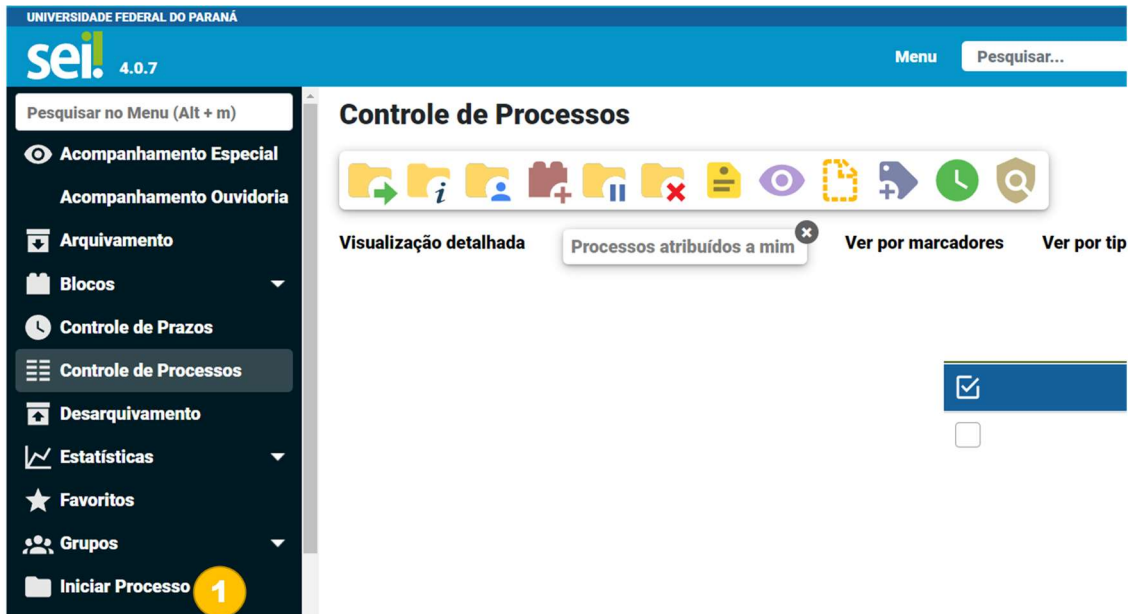 UNIVERSIDADE FEDERAL DO PARANÁ
sei! 4.0.7
Menu
Pesquisar...
Pesquisar no Menu (Alt + m)
Acompanhamento Especial
Acompanhamento Ouvidoria
Arquivamento
Blocos
Controle de Prazos
Controle de Processos
Desarquivamento
Estatísticas
Favoritos
Grupos
Iniciar Processo
1
Controle de Processos
Visualização detalhada
Processos atribuídos a mim
Ver por marcadores
Ver por tip